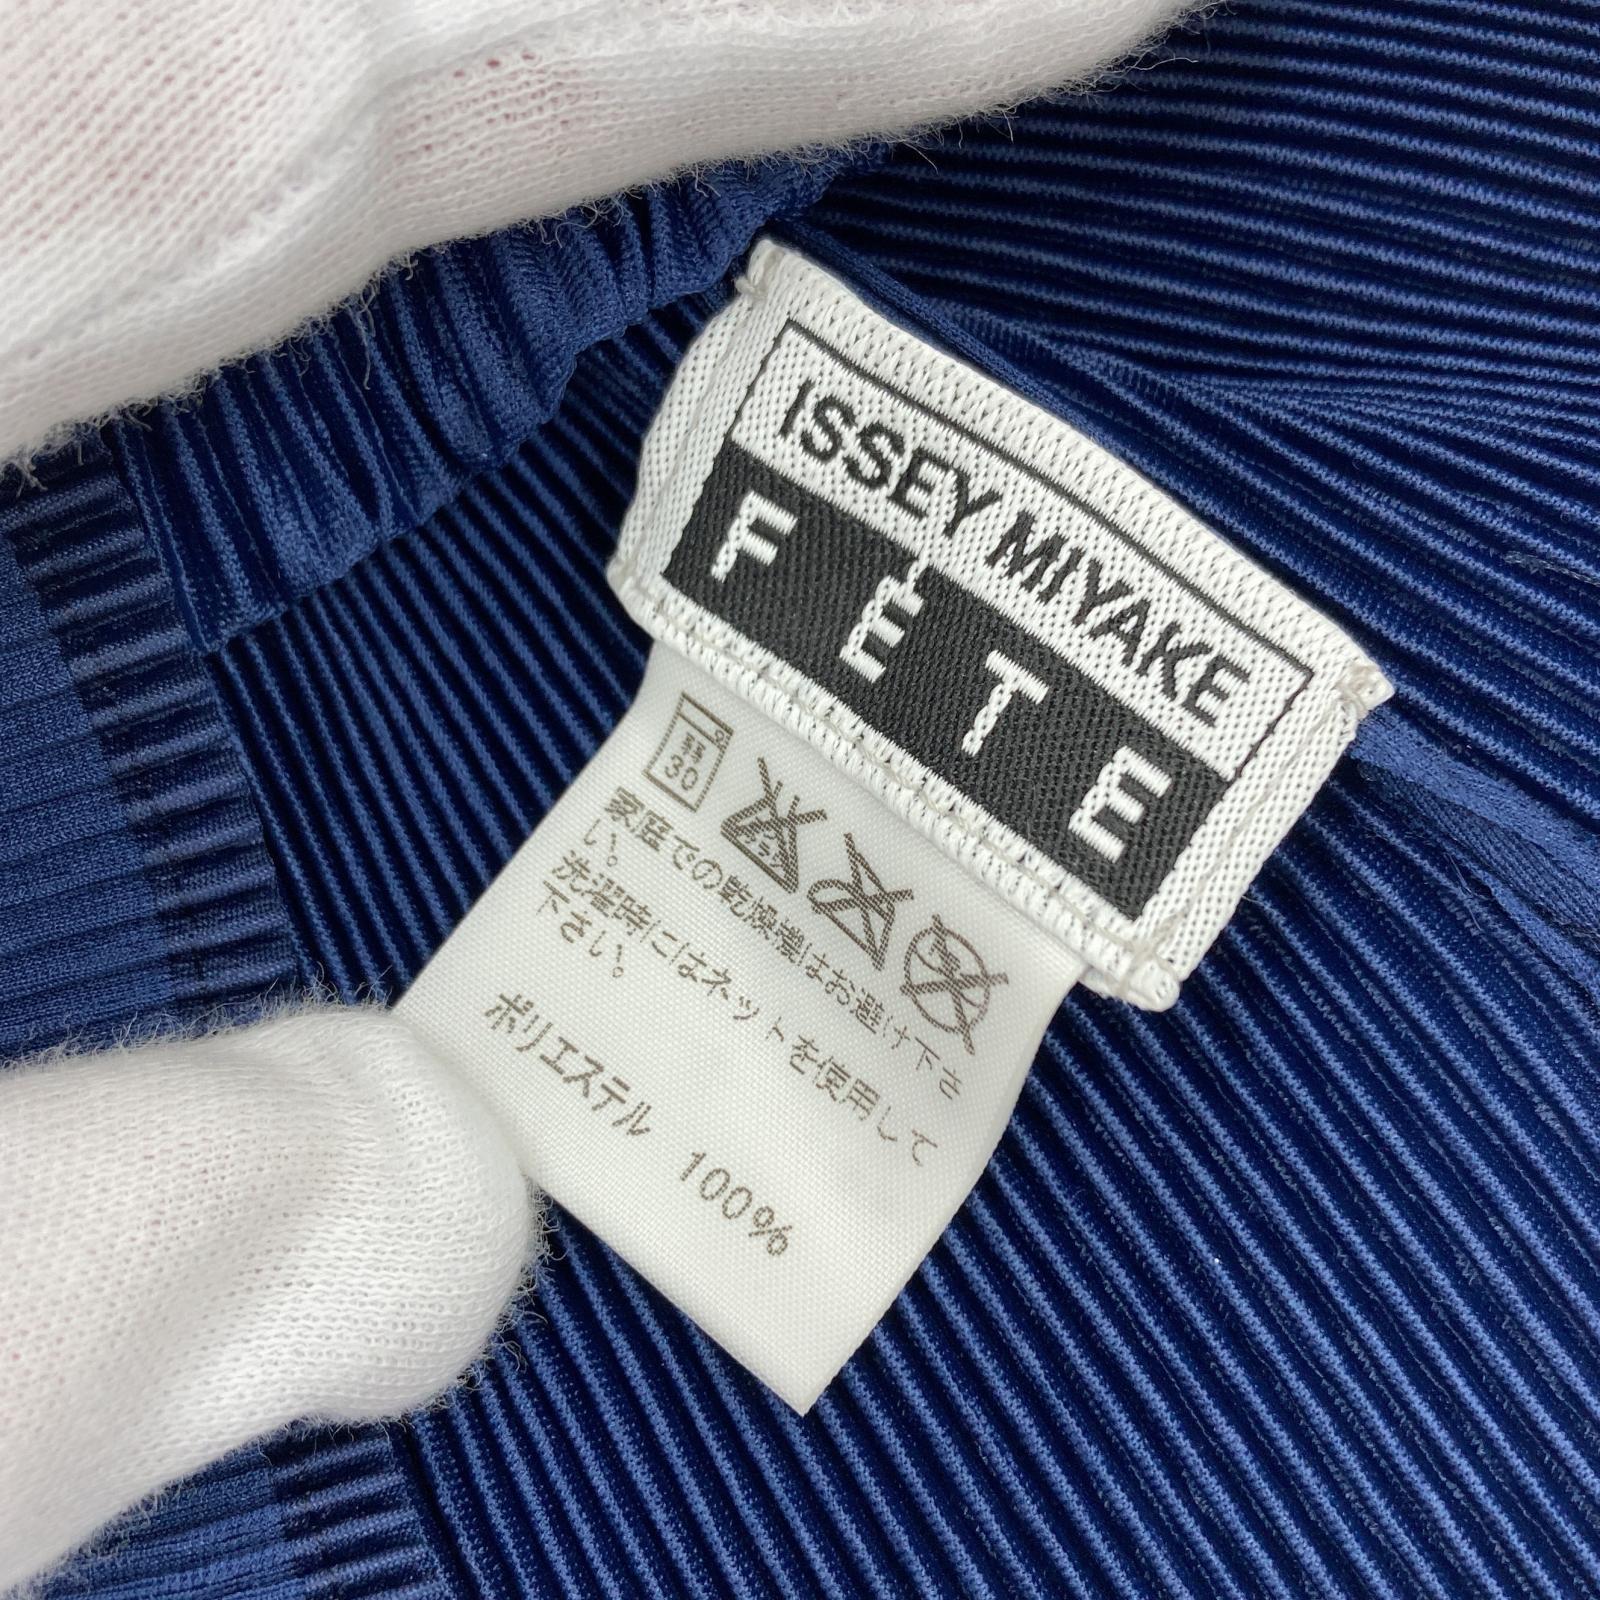 ISSEY MIYAKE
FÉTE
弱
30
家庭での乾燥機はお避け下さ
い。
洗濯時にはネットを使用して
下さい。
ポリエステル 100%